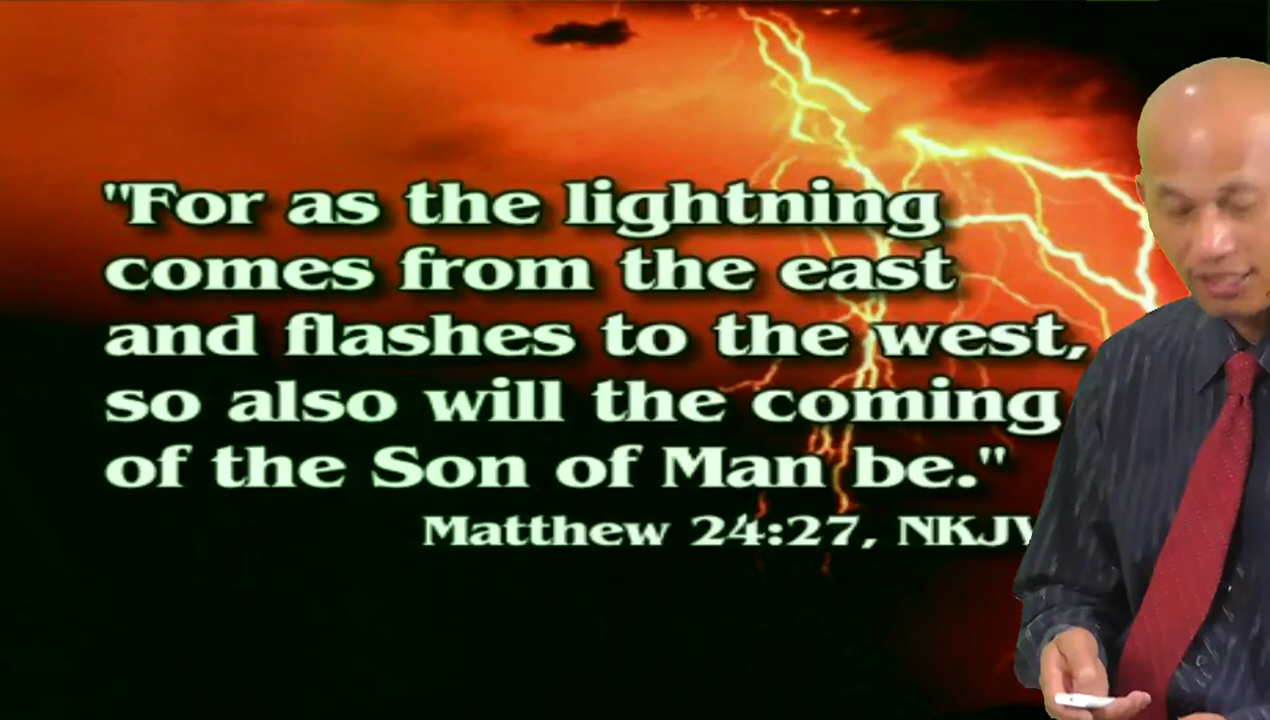 "For as the lightning
comes from the east
and flashes to the west,
so also will the coming
of the Son of Man be."
Matthew 24:27, NKJV